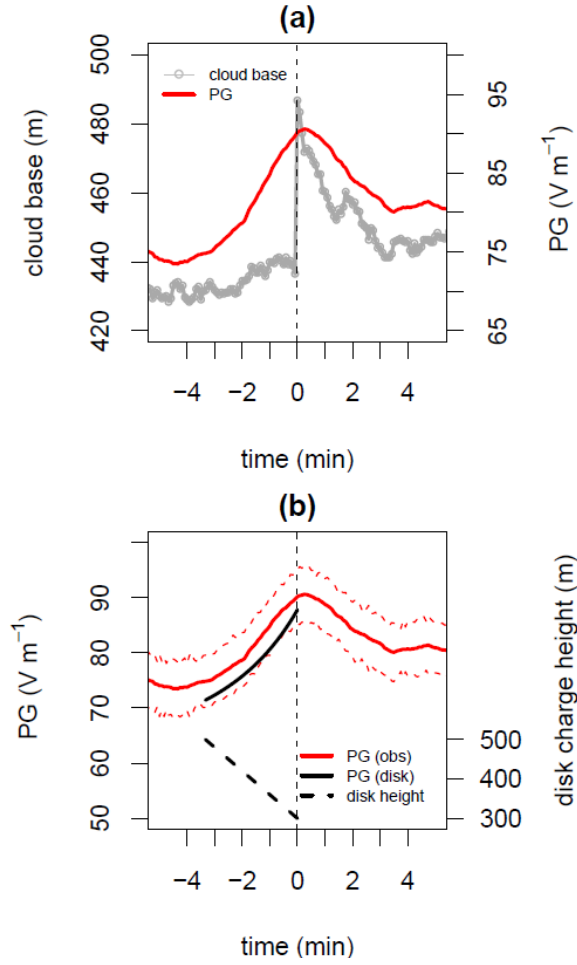 (a)
500
480
460
440
420
cloud base (m)
cloud base
PG
95
85
75
65
PG (V m⁻¹)
−4 −2 0 2 4
time (min)
(b)
90
80
70
60
50
PG (V m⁻¹)
PG (obs)
PG (disk)
disk height
500
400
300
disk charge height (m)
−4 −2 0 2 4
time (min)